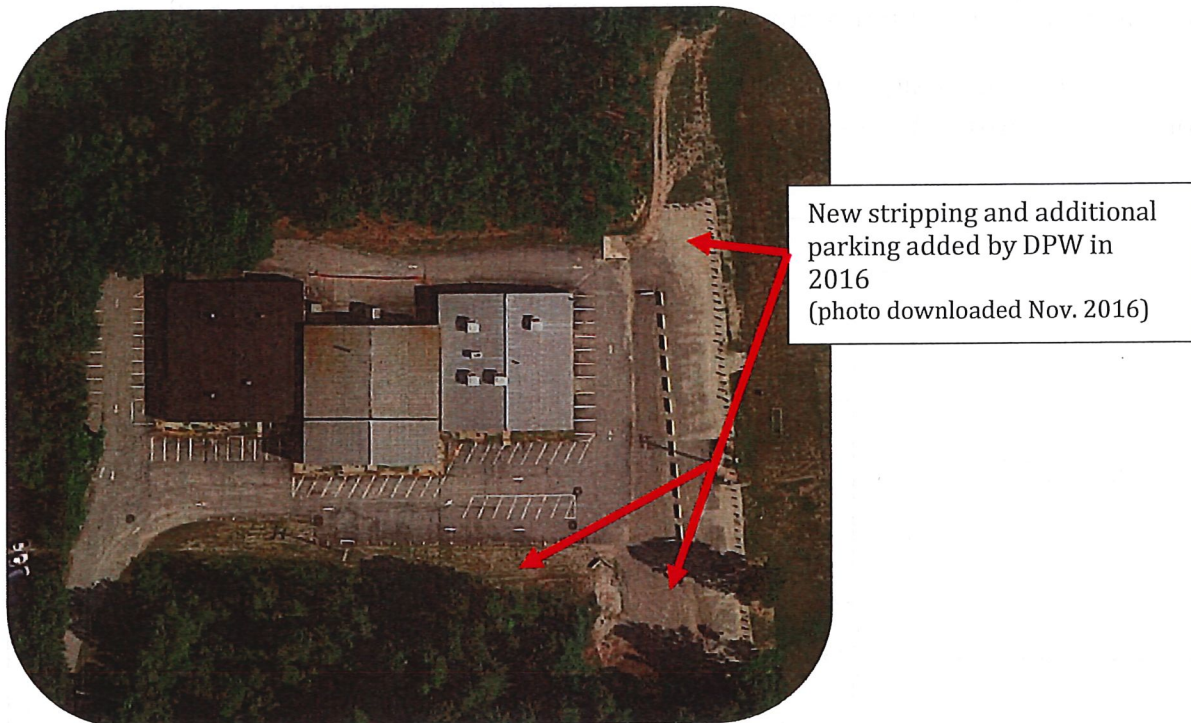 New stripping and additional
parking added by DPW in
2016
(photo downloaded Nov. 2016)